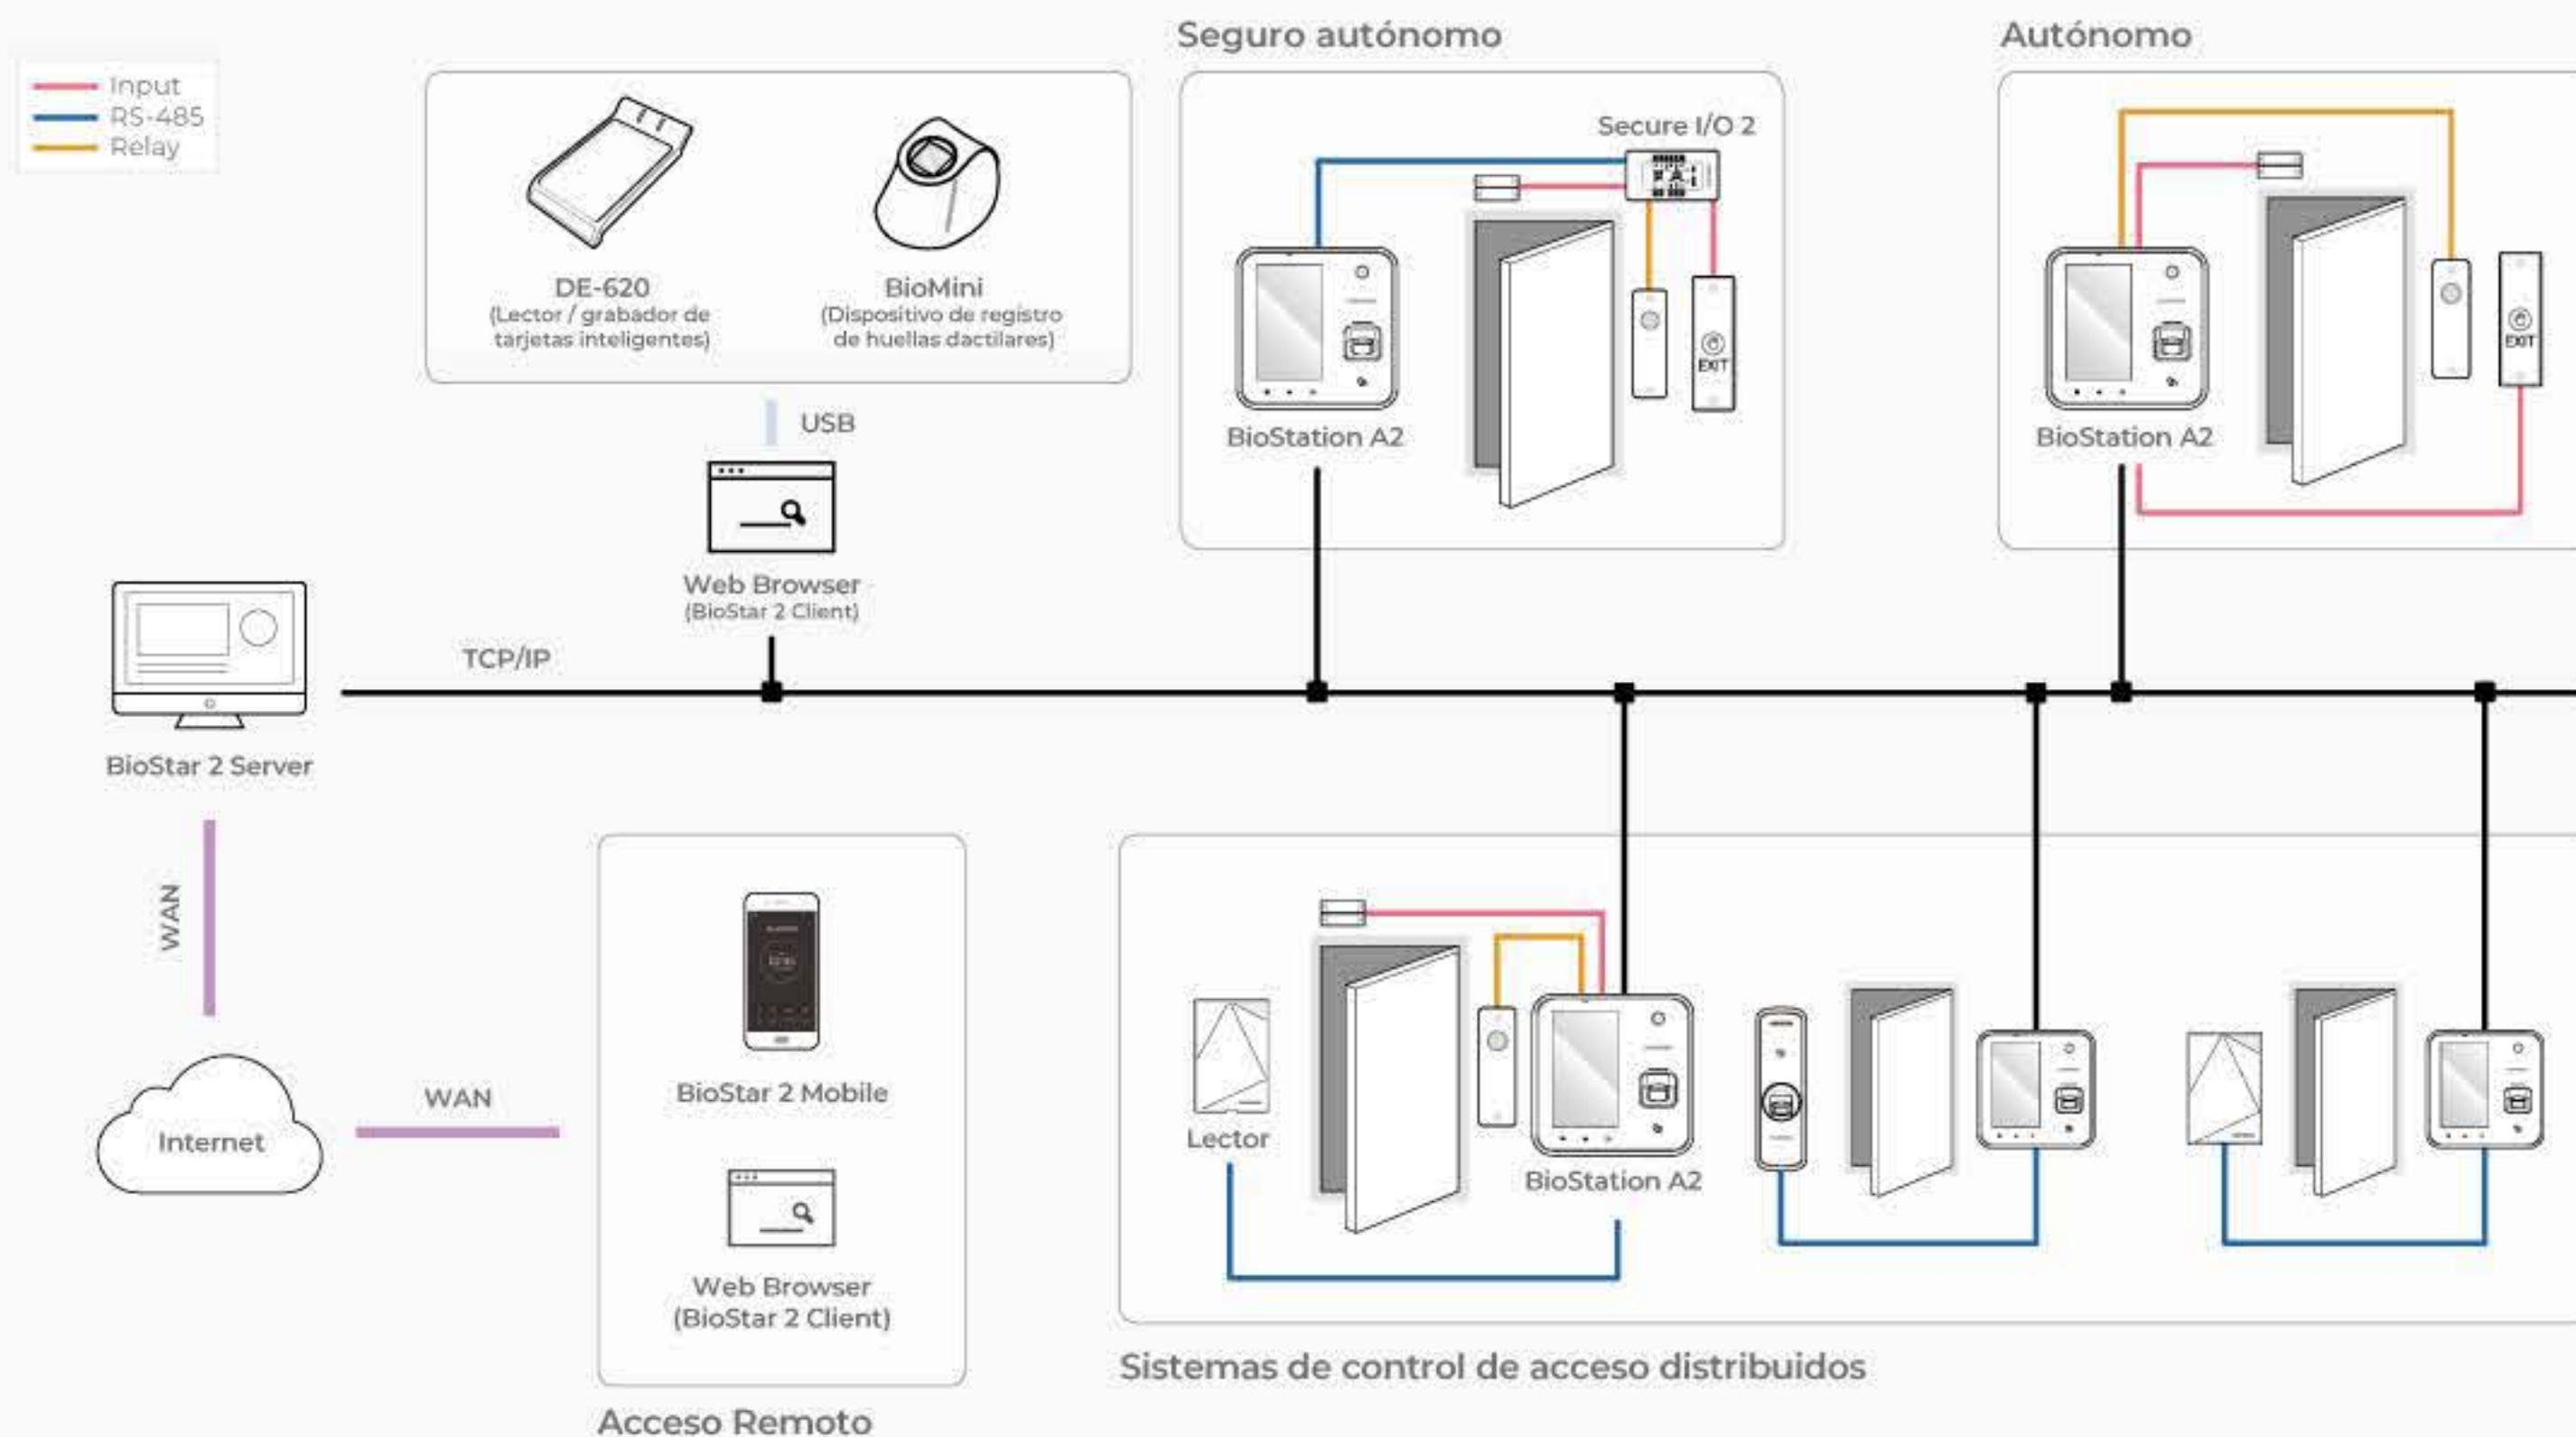 Input
RS-485
Relay
DE-620
(Lector / grabador de
tarjetas inteligentes)
BioMini
(Dispositivo de registro
de huellas dactilares)
USB
Web Browser
(BioStar 2 Client)
Seguro autónomo
Secure I/O 2
EXIT
BioStation A2
Autónomo
EXIT
BioStation A2
TCP/IP
BioStar 2 Server
WAN
Internet
WAN
BioStar 2 Mobile
Web Browser
(BioStar 2 Client)
Acceso Remoto
Lector
BioStation A2
Sistemas de control de acceso distribuidos